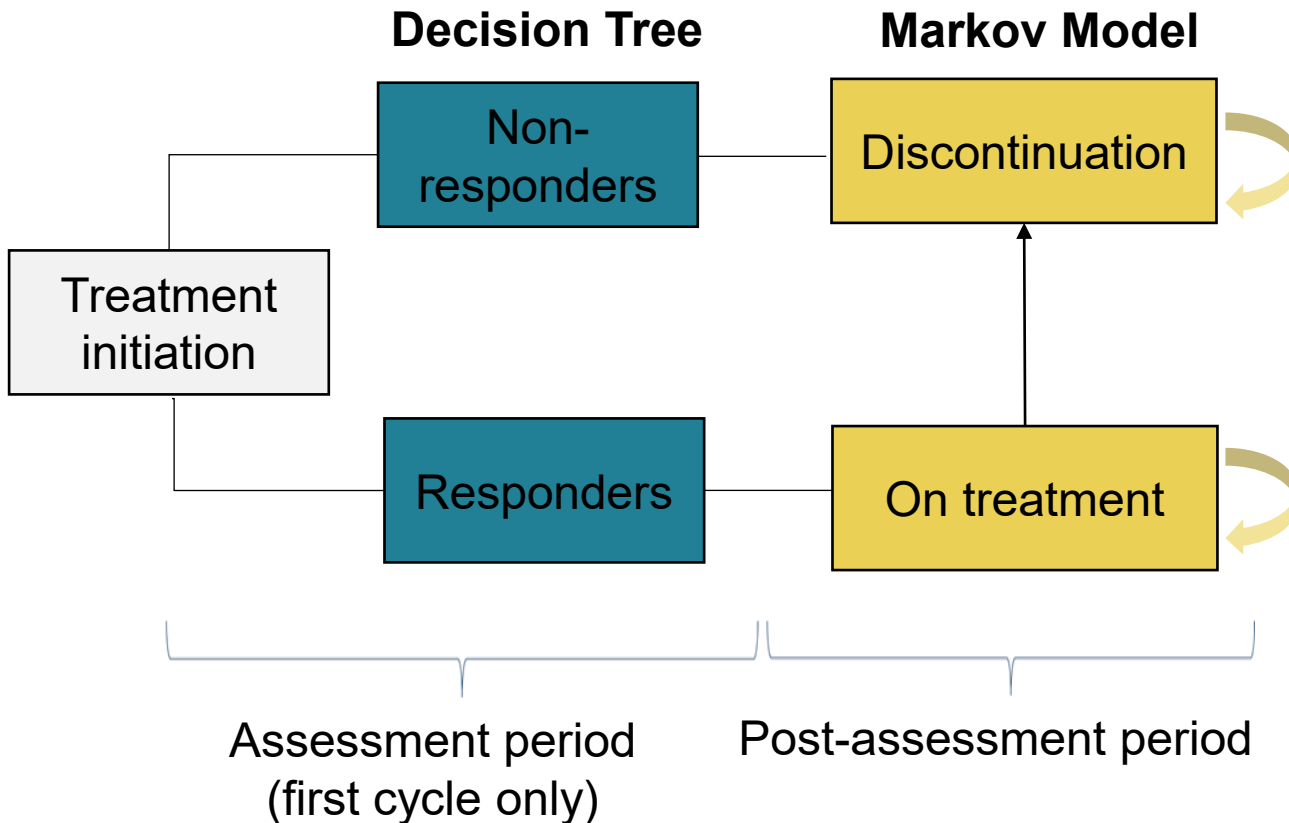 Decision Tree
Markov Model
Non-
responders
Discontinuation
Treatment
initiation
Responders
On treatment
Assessment period
(first cycle only)
Post-assessment period